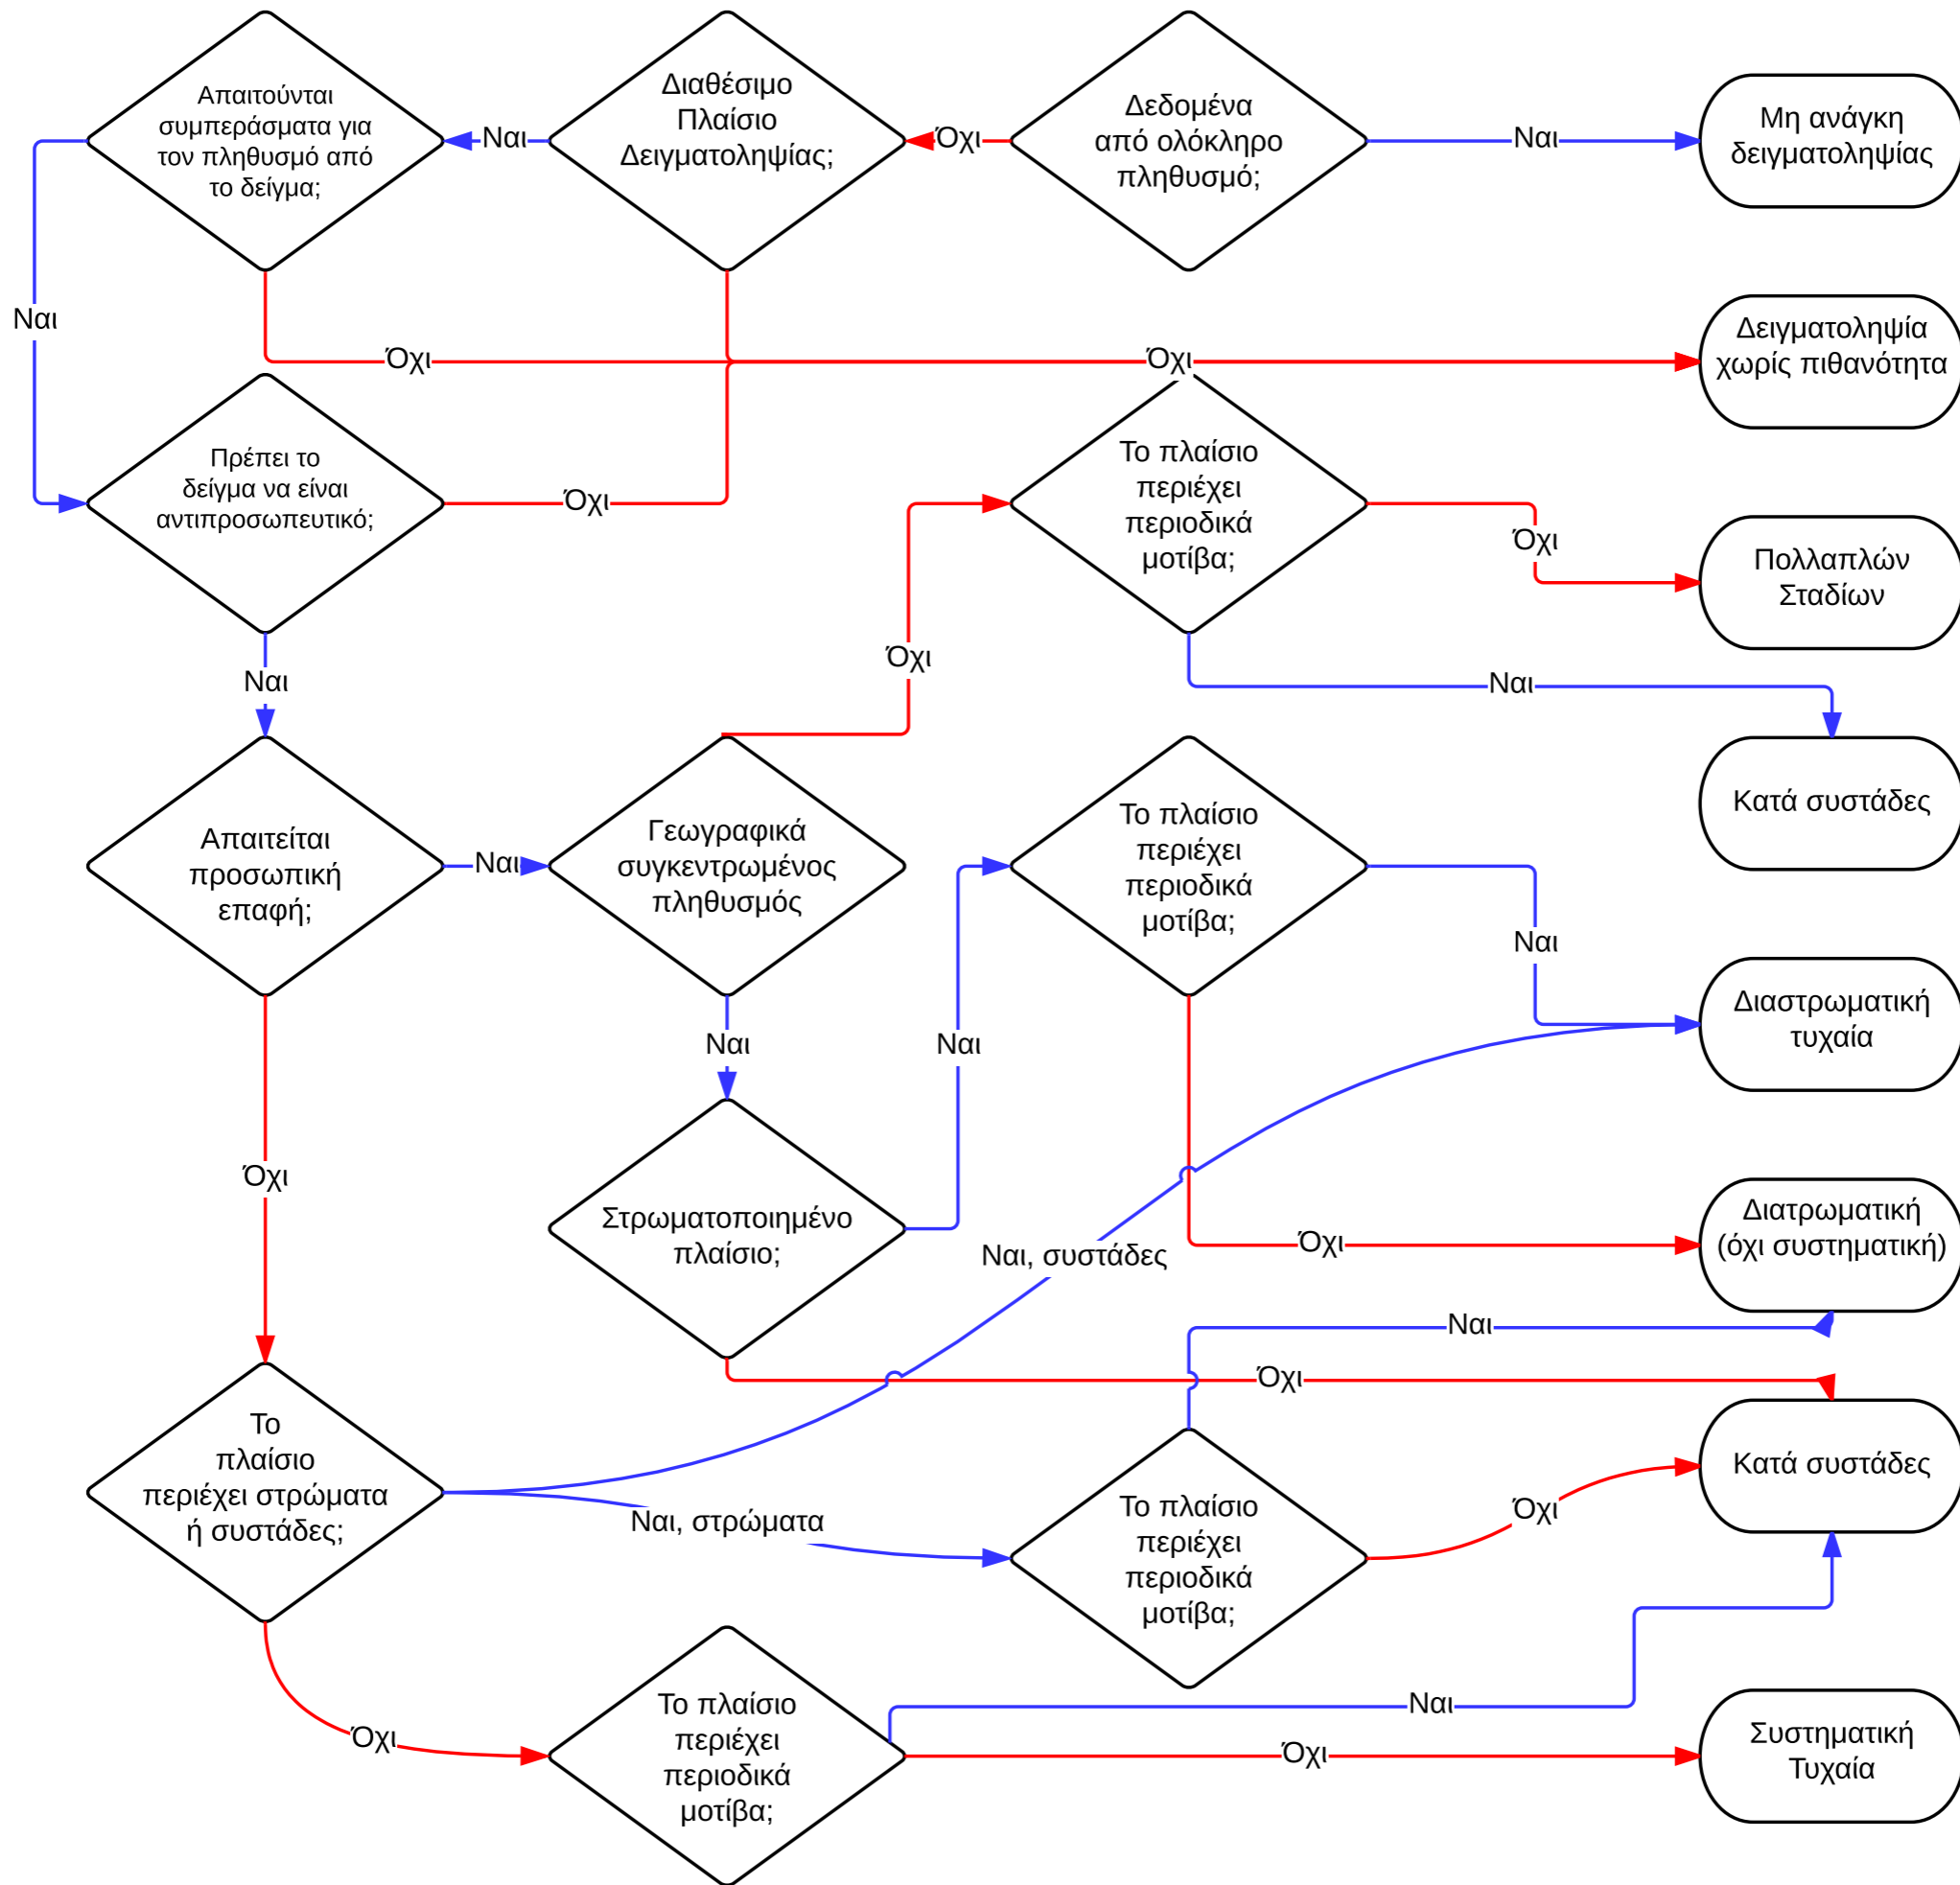 Απαιτούνται
συμπεράσματα για
τον πληθυσμό από
το δείγμα;
Ναι
Διαθέσιμο
Πλαίσιο
Δειγματοληψίας;
Όχι
Δεδομένα
από ολόκληρο
πληθυσμό;
Ναι
Μη ανάγκη
δειγματοληψίας
Ναι
Όχι
Όχι
Δειγματοληψία
χωρίς πιθανότητα
Πρέπει το
δείγμα να είναι
αντιπροσωπευτικό;
Όχι
Το πλαίσιο
περιέχει
περιοδικά
μοτίβα;
Όχι
Πολλαπλών
Σταδίων
Ναι
Όχι
Ναι
Απαιτείται
προσωπική
επαφή;
Ναι
Γεωγραφικά
συγκεντρωμένος
πληθυσμός
Το πλαίσιο
περιέχει
περιοδικά
μοτίβα;
Κατά συστάδες
Ναι
Ναι
Ναι
Διαστρωματική
τυχαία
Όχι
Στρωματοποιημένο
πλαίσιο;
Ναι, συστάδες
Όχι
Διατρωματική
(όχι συστηματική)
Ναι
Όχι
Το
πλαίσιο
περιέχει στρώματα
ή συστάδες;
Ναι, στρώματα
Το πλαίσιο
περιέχει
περιοδικά
μοτίβα;
Όχι
Κατά συστάδες
Όχι
Το πλαίσιο
περιέχει
περιοδικά
μοτίβα;
Ναι
Όχι
Συστηματική
Τυχαία